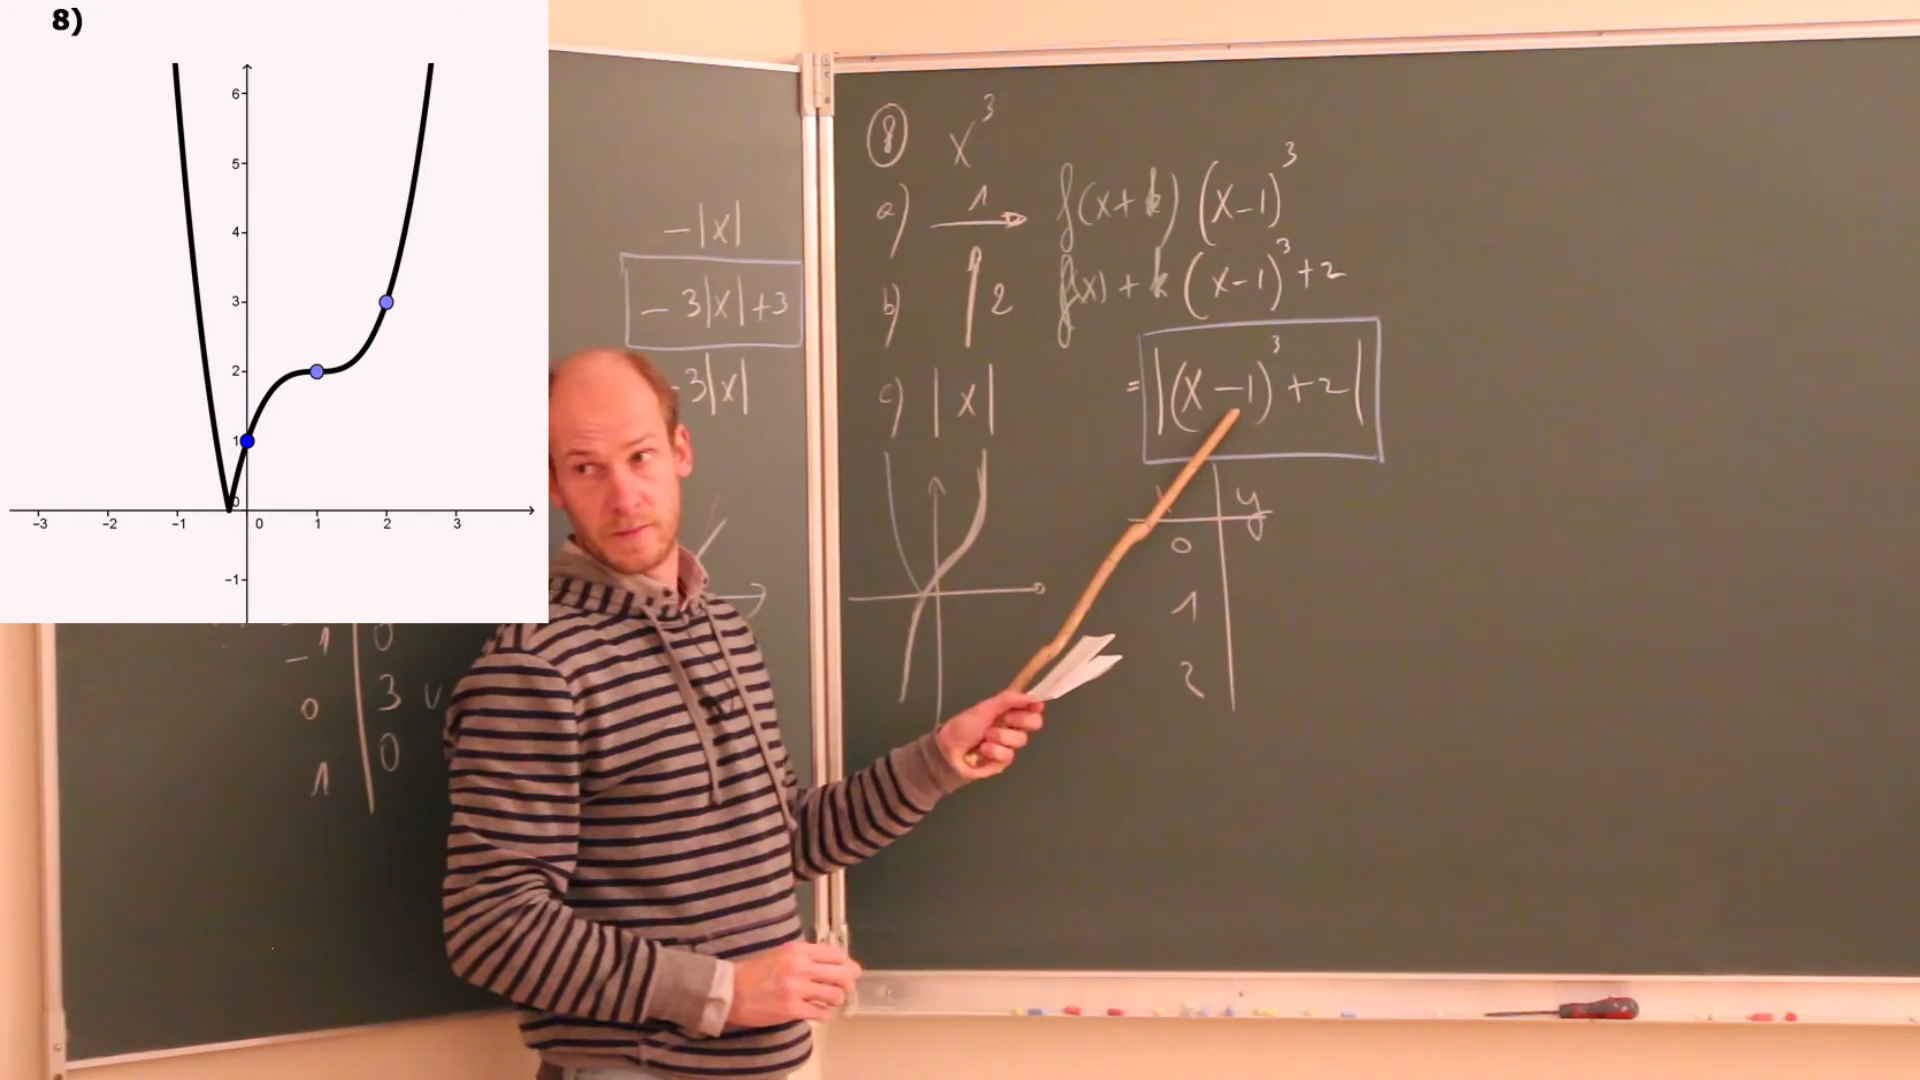 8)
6
5
4
3
2
1
0
-3 -2 -1 0 1 2 3
-1
-|x|
- 3|x| +3
-3|x|
-1 0
0 3
1 0
⑧ x³
a) 1 f(x+k) (x-1)³
b) 2 f(x) + k (x-1)³+2
c) |x| = |(x-1)³+2|
x y
0
1
2